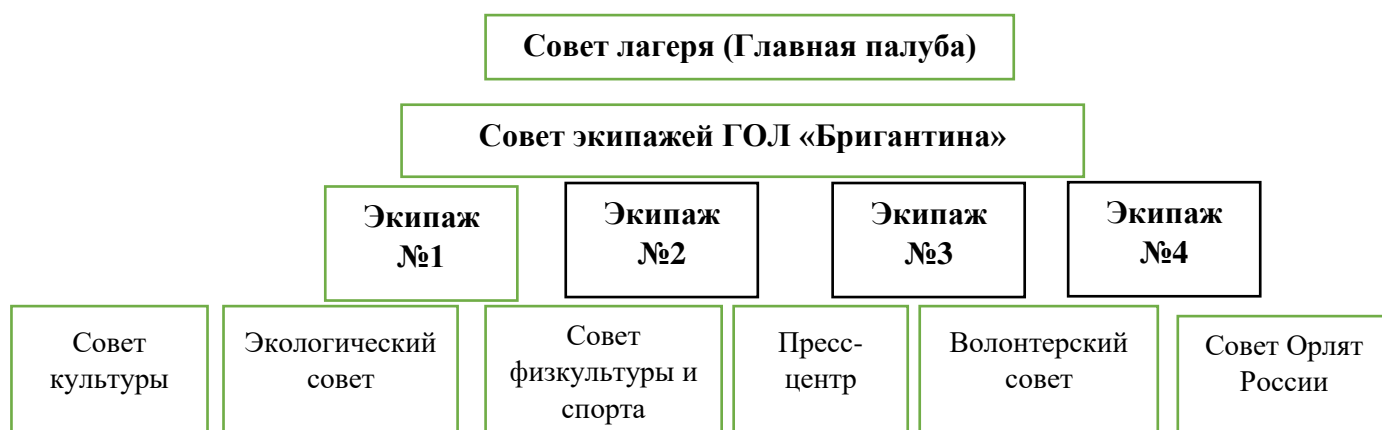 Совет лагеря (Главная палуба)
Совет экипажей ГОЛ «Бригантина»
Экипаж
№1
Экипаж
№2
Экипаж
№3
Экипаж
№4
Совет
культуры
Экологический
совет
Совет
физкультуры и
спорта
Пресс-
центр
Волонтерский
совет
Совет Орлят
России